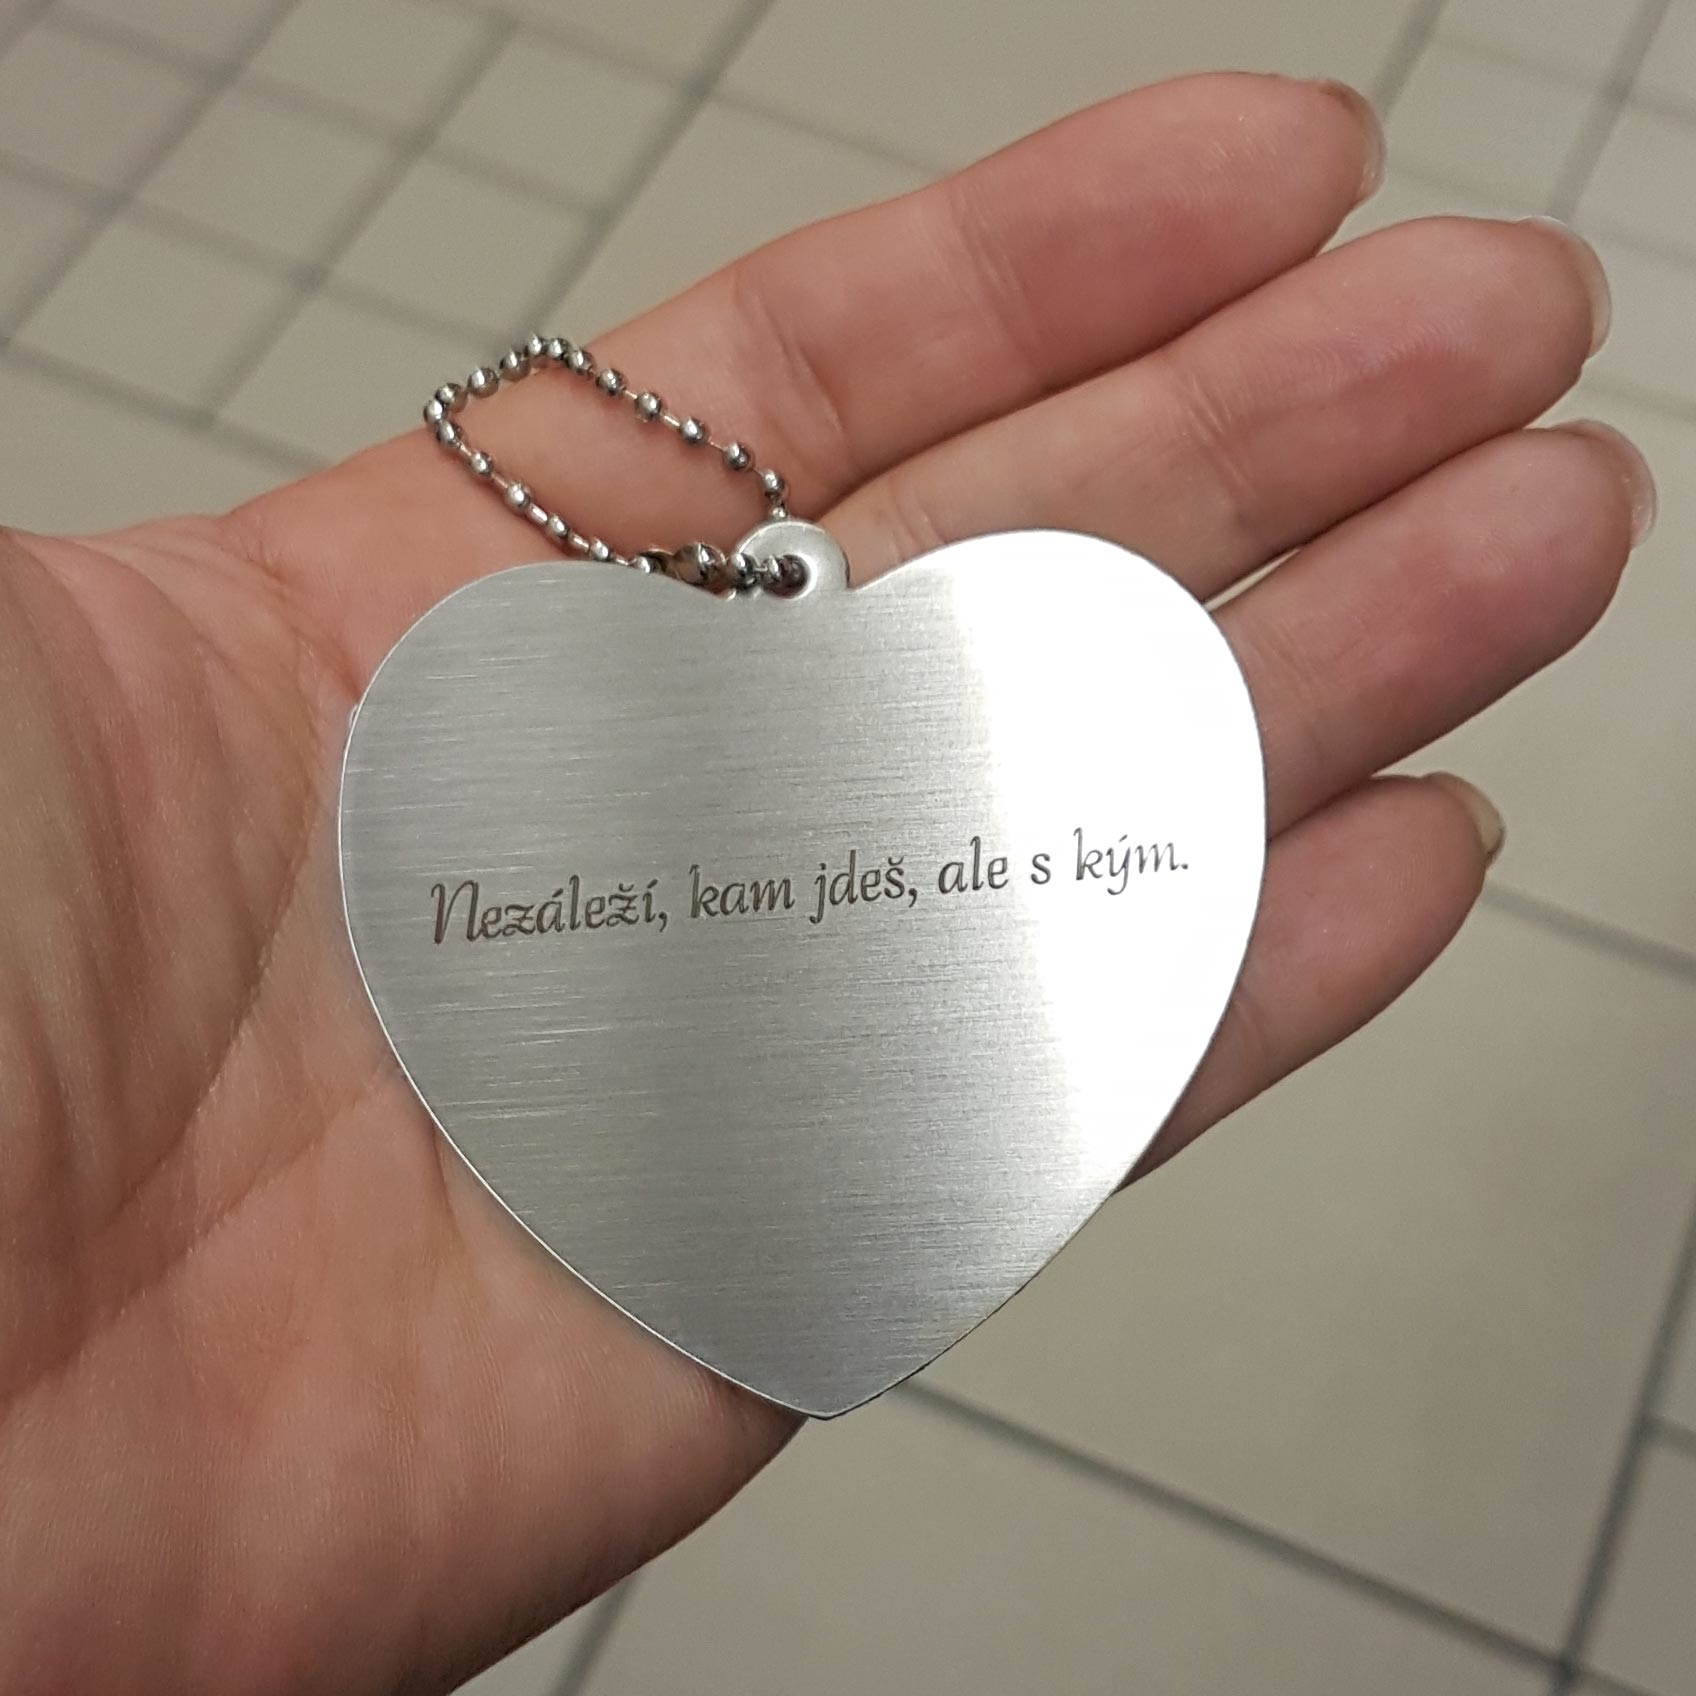 Nezáleží, kam jdeš, ale s kým.